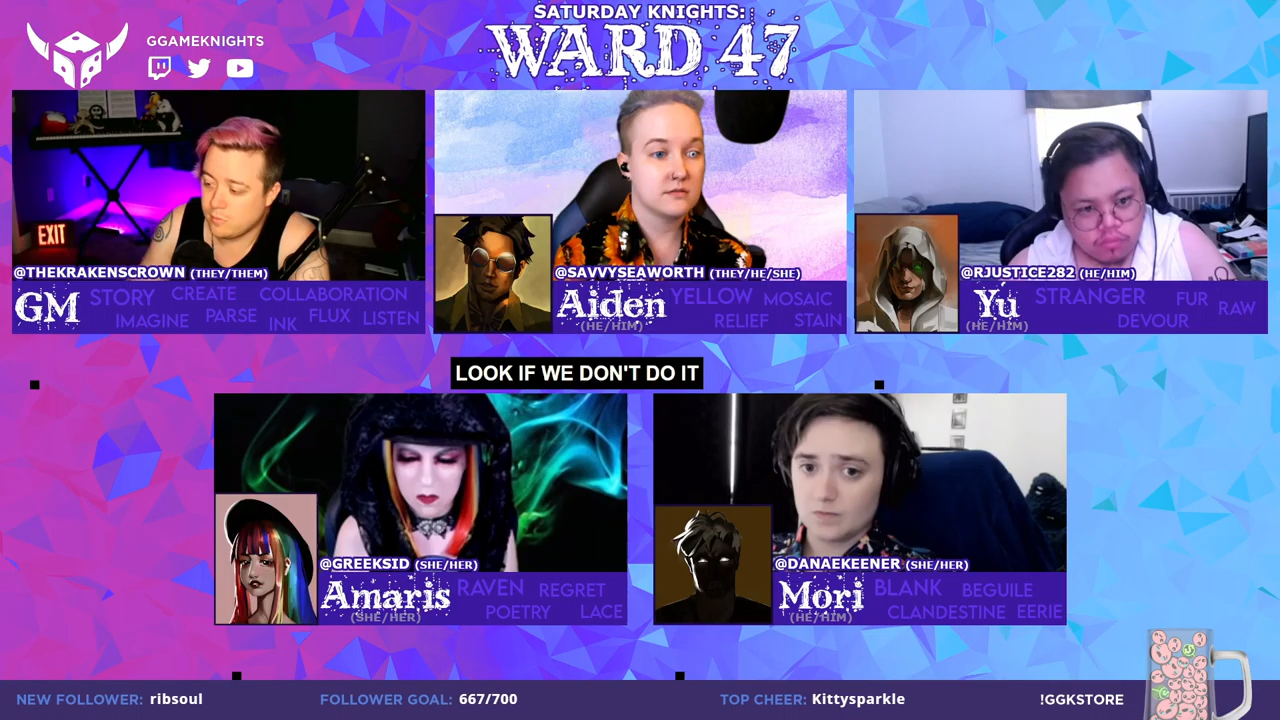 SATURDAY KNIGHTS:
WARD 47
GGAMEKNIGHTS
EXIT
@THEKRAKENSCROWN (THEY/THEM)
GM
STORY CREATE COLLABORATION
IMAGINE PARSE INK FLUX LISTEN
@SAVVYSEAWORTH (THEY/HE/SHE)
Aiden
(HE/HIM)
YELLOW MOSAIC
RELIEF STAIN
@RJUSTICE282 (HE/HIM)
Yu
(HE/HIM)
STRANGER FUR RAW
DEVOUR
LOOK IF WE DON'T DO IT
@GREEKSID (SHE/HER)
Amaris
(SHE/HER)
RAVEN REGRET
POETRY LACE
@DANAEKEENER (SHE/HER)
Mori
(HE/HIM)
BLANK BEGUILE
CLANDESTINE EERIE
NEW FOLLOWER: ribsoul FOLLOWER GOAL: 667/700 TOP CHEER: Kittysparkle !GGKSTORE